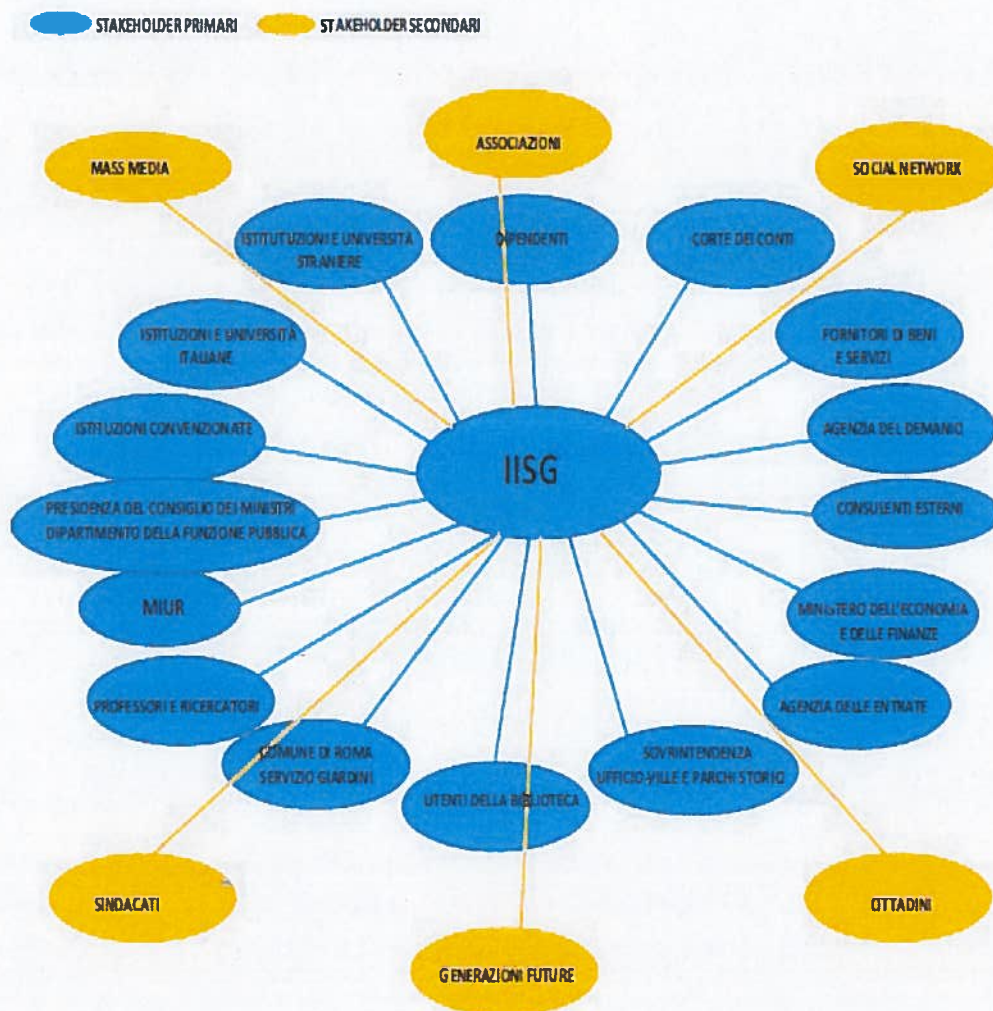 STAKEHOLDER PRIMARI
STAKEHOLDER SECONDARI
ASSOCIAZIONI
MASS MEDIA
SOCIAL NETWORK
ISTITUTUZIONI E UNIVERSITÀ
STRANIERE
DIPENDENTI
CORTE DEI CONTI
ISTITUZIONI E UNIVERSITÀ
ITALIANE
FORNITORI DI BENI
E SERVIZI
ISTITUZIONI CONVENZIONATE
AGENZIA DEL DEMANIO
IISG
PRESIDENZA DEL CONSIGLIO DEI MINISTRI
DIPARTIMENTO DELLA FUNZIONE PUBBLICA
CONSULENTI ESTERNI
MIUR
MINISTERO DELL'ECONOMIA
E DELLE FINANZE
PROFESSORI E RICERCATORI
AGENZIA DELLE ENTRATE
COMUNE DI ROMA
SERVIZIO GIARDINI
SOVRINTENDENZA
UFFICIO-VILLE E PARCHI STORIO
UTENTI DELLA BIBLIOTECA
SINDACATI
CITTADINI
GENERAZIONI FUTURE